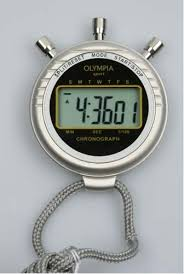 SPLIT/RESET MODE START/STOP
OLYMPIA
sport
S M T W T F S
4:3601
MIN SEC 1/100
CHRONOGRAPH